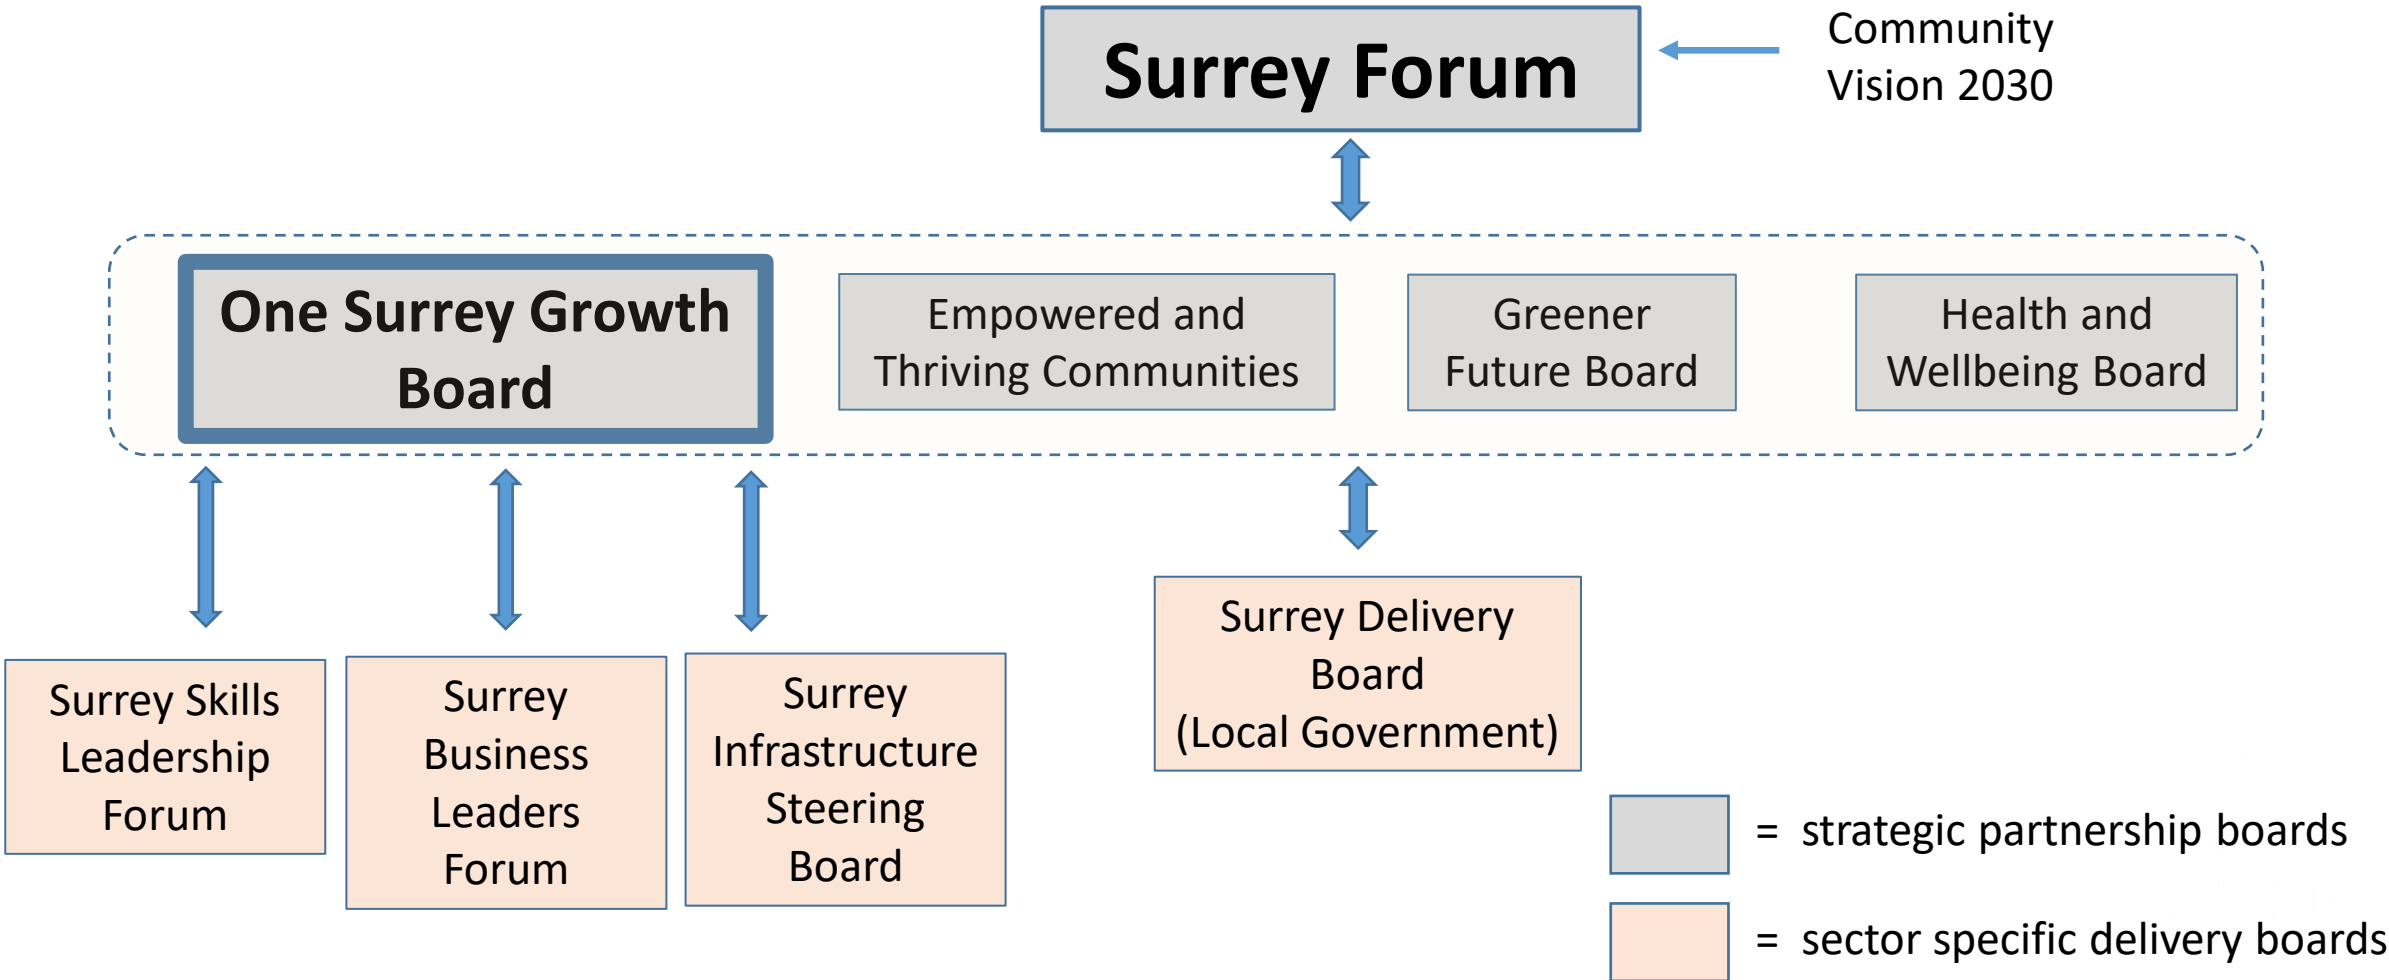 Surrey Forum
Community
Vision 2030
One Surrey Growth
Board
Empowered and
Thriving Communities
Greener
Future Board
Health and
Wellbeing Board
Surrey Skills
Leadership
Forum
Surrey
Business
Leaders
Forum
Surrey
Infrastructure
Steering
Board
Surrey Delivery
Board
(Local Government)
= strategic partnership boards
= sector specific delivery boards